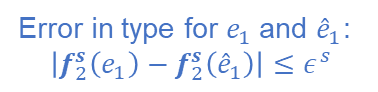 Error in type for e₁ and ê₁:
|f₂ˢ(e₁) − f₂ˢ(ê₁)| ≤ ϵˢ